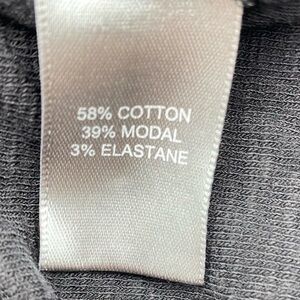 58% COTTON
39% MODAL
3% ELASTANE